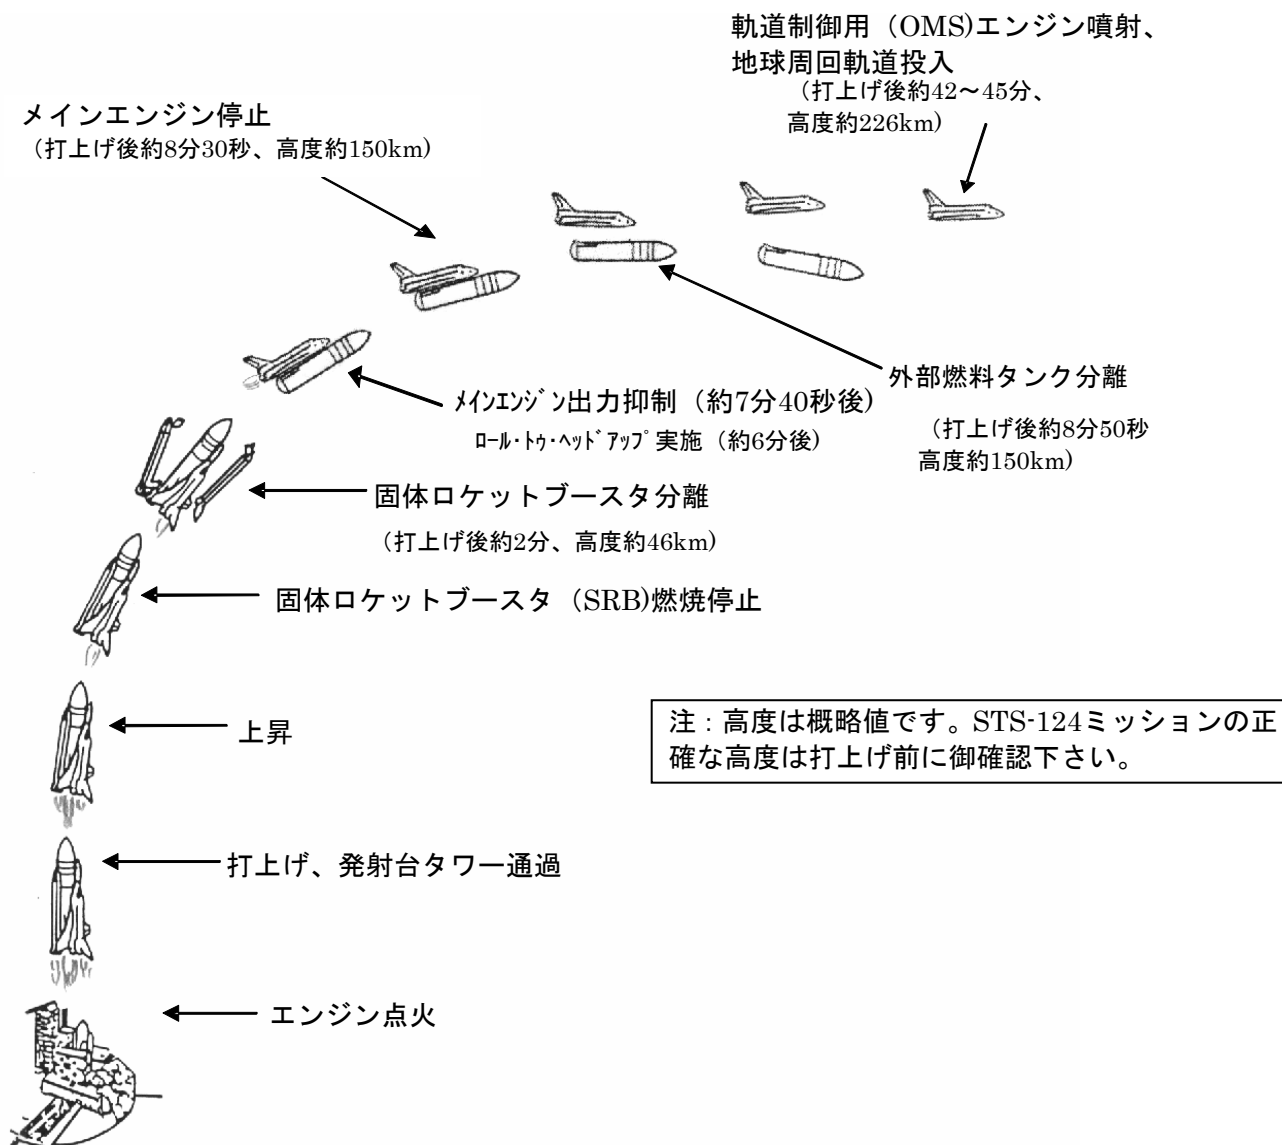 軌道制御用（OMS)エンジン噴射、
地球周回軌道投入
（打上げ後約42～45分、
高度約226km)
メインエンジン停止
（打上げ後約8分30秒、高度約150km)
外部燃料タンク分離
（打上げ後約8分50秒
高度約150km)
ﾒｲﾝｴﾝｼﾞﾝ出力抑制（約7分40秒後)
ﾛｰﾙ・ﾄｩ・ﾍｯﾄﾞｱｯﾌﾟ実施（約6分後)
固体ロケットブースタ分離
（打上げ後約2分、高度約46km)
固体ロケットブースタ（SRB)燃焼停止
上昇
注：高度は概略値です。STS-124ミッションの正
確な高度は打上げ前に御確認下さい。
打上げ、発射台タワー通過
エンジン点火